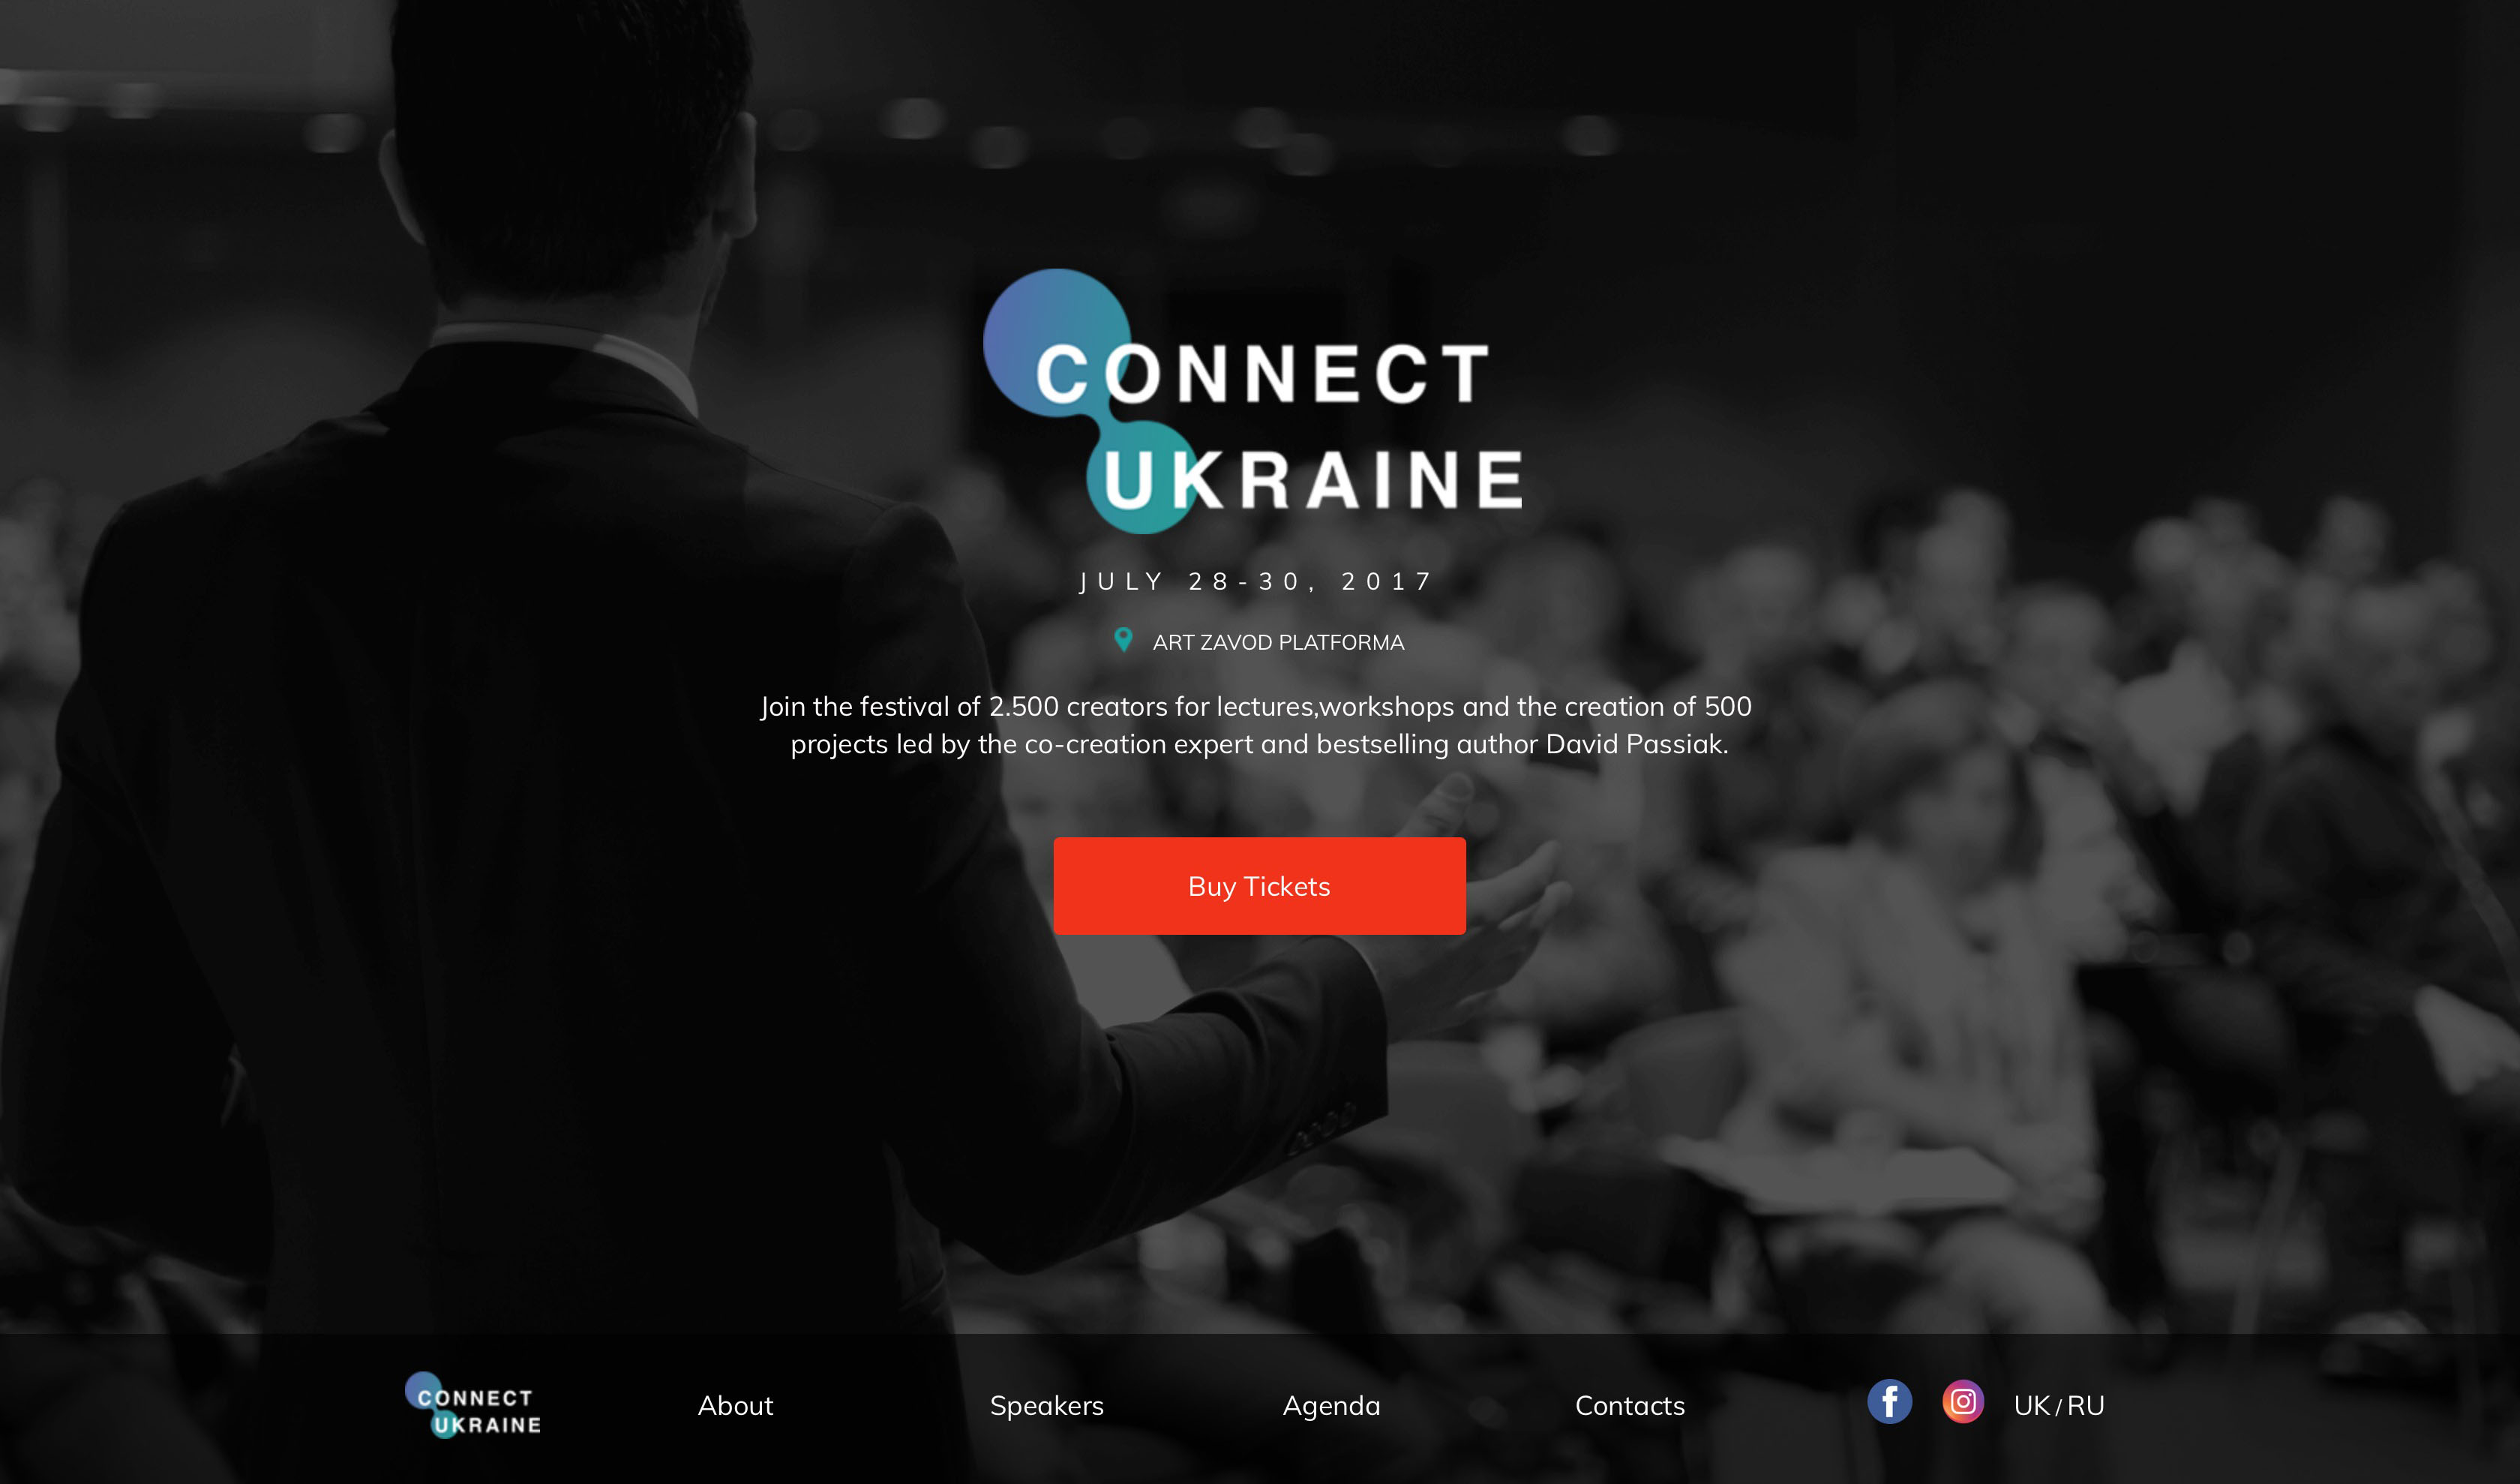 CONNECT
UKRAINE
JULY 28-30, 2017
ART ZAVOD PLATFORMA
Join the festival of 2.500 creators for lectures,workshops and the creation of 500
projects led by the co-creation expert and bestselling author David Passiak.
Buy Tickets
CONNECT
UKRAINE
About
Speakers
Agenda
Contacts
UK / RU